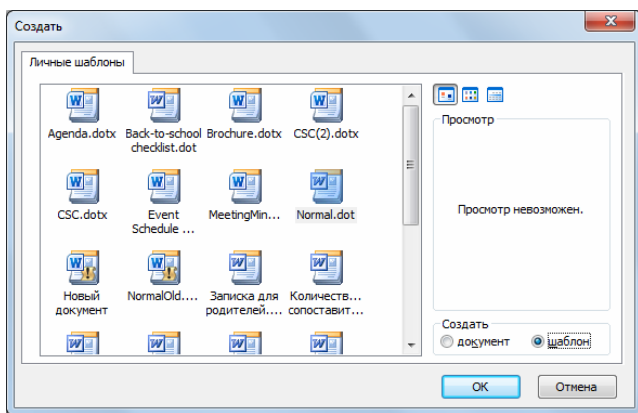 Создать
Личные шаблоны
Agenda.dotx Back-to-school Brochure.dotx CSC(2).dotx
checklist.dot
Просмотр
CSC.dotx Event MeetingMin... Normal.dot
Schedule ...
Просмотр невозможен.
Новый NormalOld.... Записка для Количеств...
документ родителей.... сопоставит...
Создать
документ шаблон
ОК Отмена